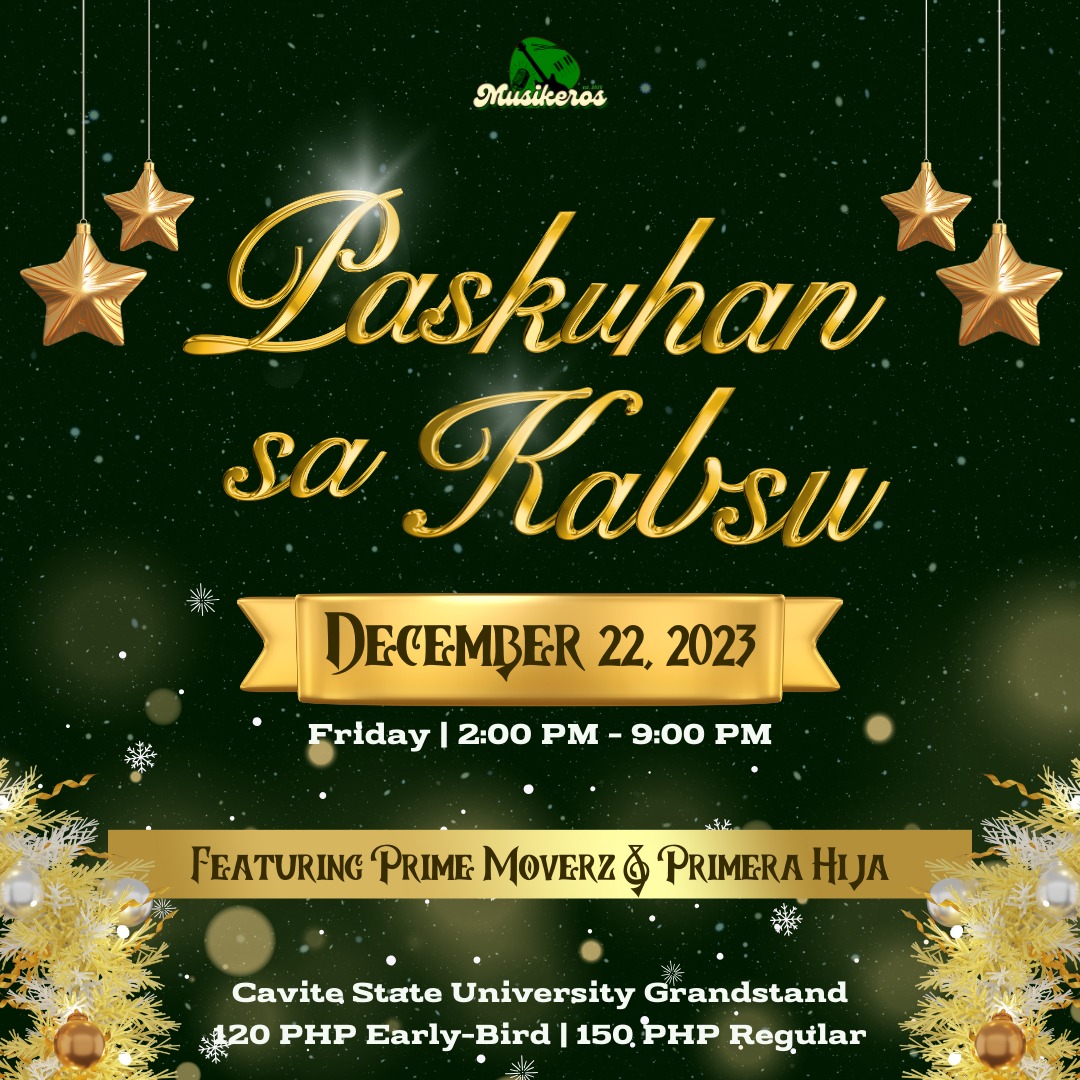 Musikeros
Paskuhan
sa Kabsu
December 22, 2023
Friday | 2:00 PM - 9:00 PM
Featuring Prime Moverz & Primera Hija
Cavite State University Grandstand
120 PHP Early-Bird | 150 PHP Regular